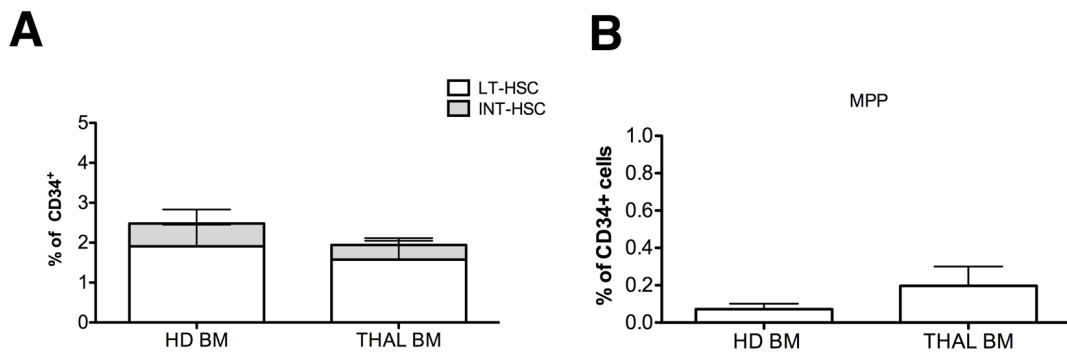 A
LT-HSC
INT-HSC
% of CD34⁺
5
4
3
2
1
0
HD BM
THAL BM
B
MPP
% of CD34+ cells
1.0
0.8
0.6
0.4
0.2
0.0
HD BM
THAL BM